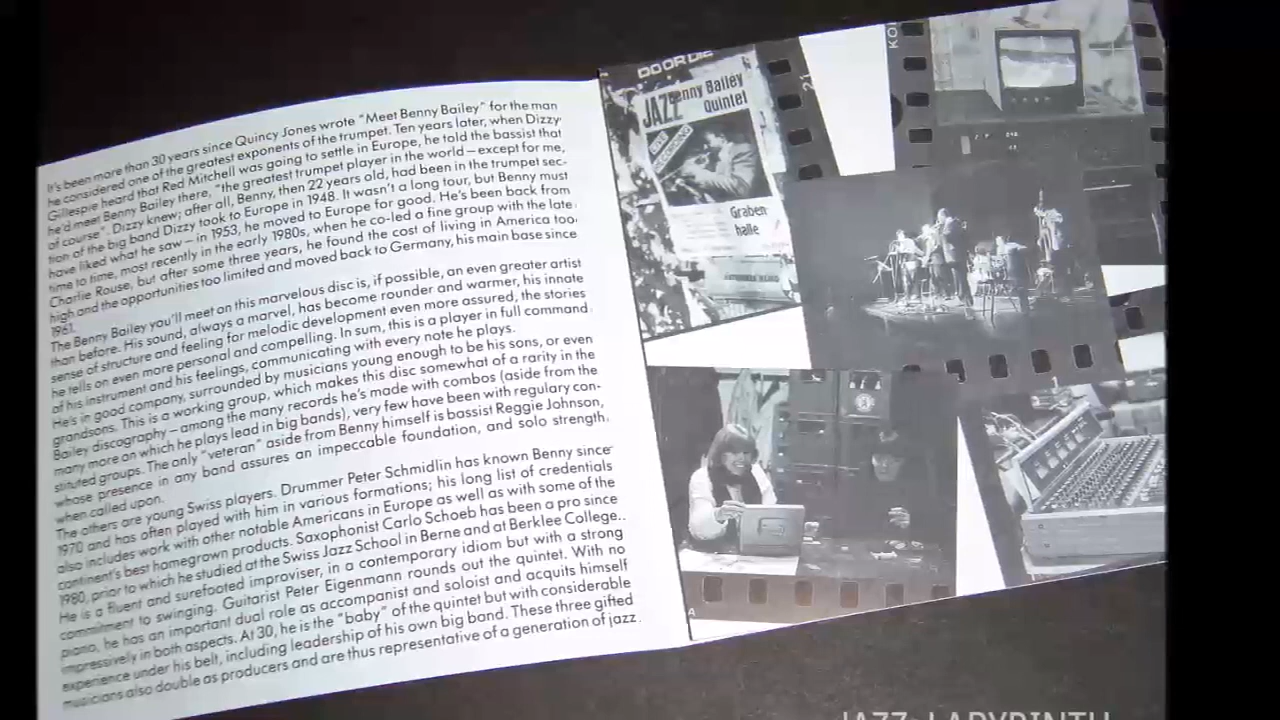 It's been more than 30 years since Quincy Jones wrote "Meet Benny Bailey" for the man
he considered one of the greatest exponents of the trumpet. Ten years later, when Dizzy
Gillespie heard that Red Mitchell was going to settle in Europe, he told the bassist that
he'd meet Benny Bailey there, "the greatest trumpet player in the world – except for me,
of course". Dizzy knew; after all, Benny, then 22 years old, had been in the trumpet sec-
tion of the big band Dizzy took to Europe in 1948. It wasn't a long tour, but Benny must
have liked what he saw – in 1953, he moved to Europe for good. He's been back from
time to time, most recently in the early 1980s, when he co-led a fine group with the late
Charlie Rouse, but after some three years, he found the cost of living in America too
high and the opportunities too limited and moved back to Germany, his main base since
1961.
The Benny Bailey you'll meet on this marvelous disc is, if possible, an even greater artist
than before. His sound, always a marvel, has become rounder and warmer, his innate
sense of structure and feeling for melodic development even more assured, the stories
he tells on even more personal and compelling. In sum, this is a player in full command
of his instrument and his feelings, communicating with every note he plays.
He's in good company, surrounded by musicians young enough to be his sons, or even
grandsons. This is a working group, which makes this disc somewhat of a rarity in the
Bailey discography – among the many records he's made with combos (aside from the
many more on which he plays lead in big bands), very few have been with regulary con-
stituted groups. The only "veteran" aside from Benny himself is bassist Reggie Johnson,
whose presence in any band assures an impeccable foundation, and solo strength,
when called upon.
The others are young Swiss players. Drummer Peter Schmidlin has known Benny since
1970 and has often played with him in various formations; his long list of credentials
also includes work with other notable Americans in Europe as well as with some of the
continent's best homegrown products. Saxophonist Carlo Schoeb has been a pro since
1980, prior to which he studied at the Swiss Jazz School in Berne and at Berklee College..
He is a fluent and surefooted improviser, in a contemporary idiom but with a strong
commitment to swinging. Guitarist Peter Eigenmann rounds out the quintet. With no
piano, he has an important dual role as accompanist and soloist and acquits himself
impressively in both aspects. At 30, he is the "baby" of the quintet but with considerable
experience under his belt, including leadership of his own big band. These three gifted
musicians also double as producers and are thus representative of a generation of jazz
DO OR DIE
JAZZ
Benny Bailey
Quintet
LIVE
RECORDING
Graben-
halle
21
KO
A
JAZZ LABYRINTH